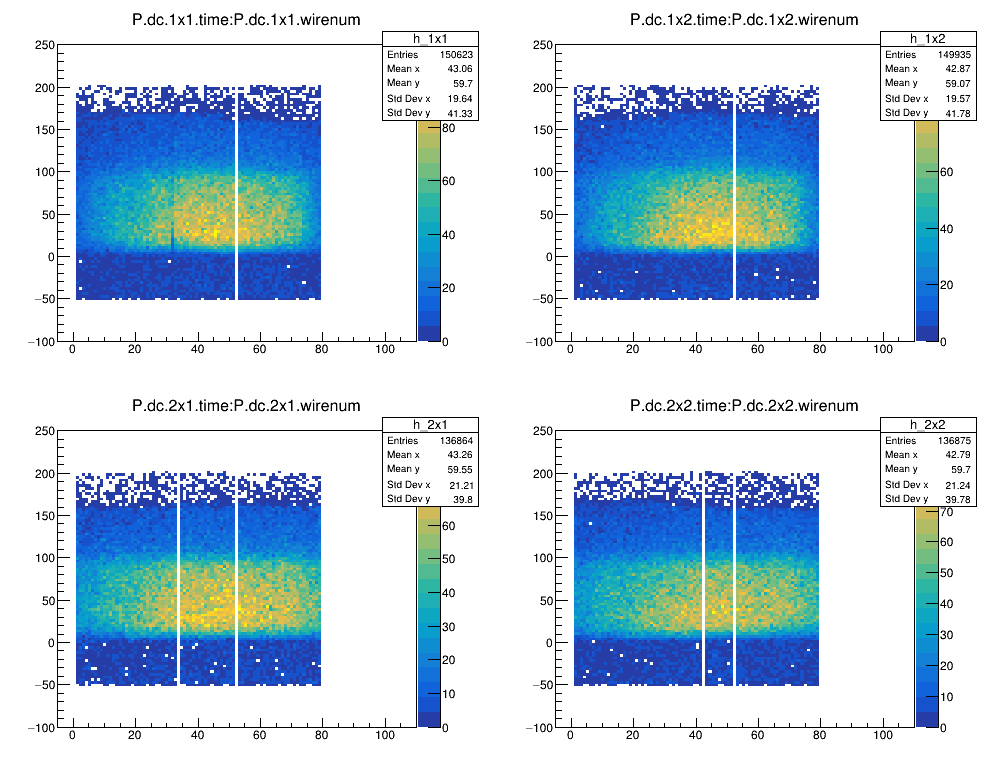 P.dc.1x1.time:P.dc.1x1.wirenum
h_1x1
Entries 150623
Mean x 43.06
Mean y 59.7
Std Dev x 19.64
Std Dev y 41.33
250
200
150
100
50
0
−50
−100
0 20 40 60 80 100
80
60
40
20
0
P.dc.1x2.time:P.dc.1x2.wirenum
h_1x2
Entries 149935
Mean x 42.87
Mean y 59.07
Std Dev x 19.57
Std Dev y 41.78
250
200
150
100
50
0
−50
−100
0 20 40 60 80 100
60
40
20
0
P.dc.2x1.time:P.dc.2x1.wirenum
h_2x1
Entries 136864
Mean x 43.26
Mean y 59.55
Std Dev x 21.21
Std Dev y 39.8
250
200
150
100
50
0
−50
−100
0 20 40 60 80 100
60
50
40
30
20
10
0
P.dc.2x2.time:P.dc.2x2.wirenum
h_2x2
Entries 136875
Mean x 42.79
Mean y 59.7
Std Dev x 21.24
Std Dev y 39.78
250
200
150
100
50
0
−50
−100
0 20 40 60 80 100
70
60
50
40
30
20
10
0